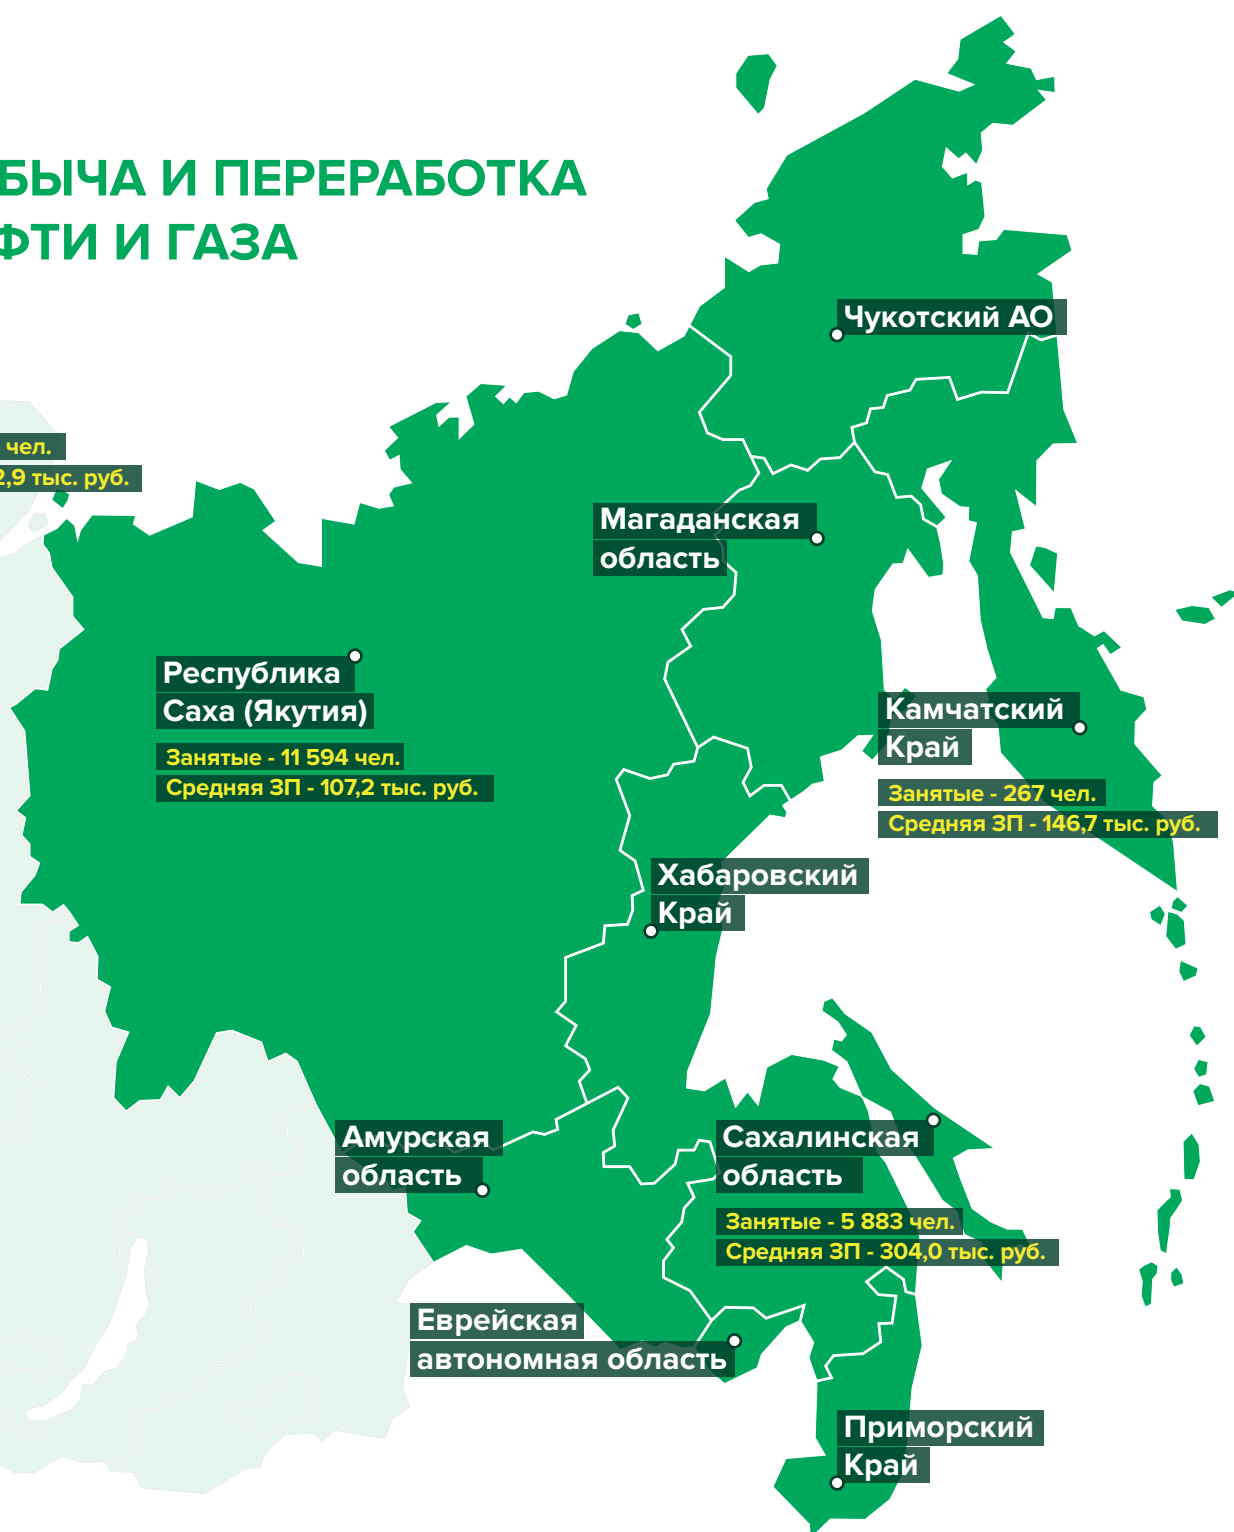 БЫЧА И ПЕРЕРАБОТКА
ФТИ И ГАЗА
Чукотский АО
чел.
2,9 тыс. руб.
Магаданская
область
Республика
Саха (Якутия)
Занятые - 11 594 чел.
Средняя ЗП - 107,2 тыс. руб.
Камчатский
Край
Занятые - 267 чел.
Средняя ЗП - 146,7 тыс. руб.
Хабаровский
Край
Амурская
область
Сахалинская
область
Занятые - 5 883 чел.
Средняя ЗП - 304,0 тыс. руб.
Еврейская
автономная область
Приморский
Край